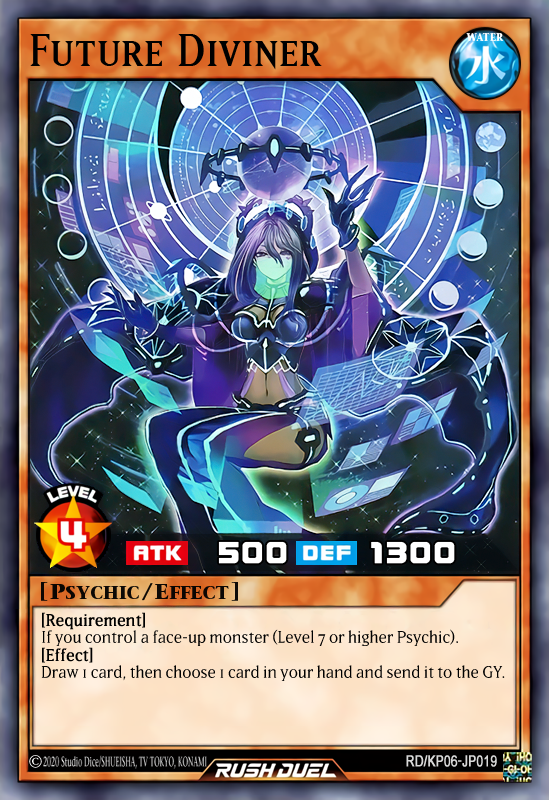 FUTURE DIVINER
WATER
水
LEVEL
4
ATK 500 DEF 1300
[PSYCHIC/EFFECT]
[Requirement]
If you control a face-up monster (Level 7 or higher Psychic).
[Effect]
Draw 1 card, then choose 1 card in your hand and send it to the GY.
©2020 Studio Dice/SHUEISHA, TV TOKYO, KONAMI
RUSH DUEL
RD/KP06-JP019